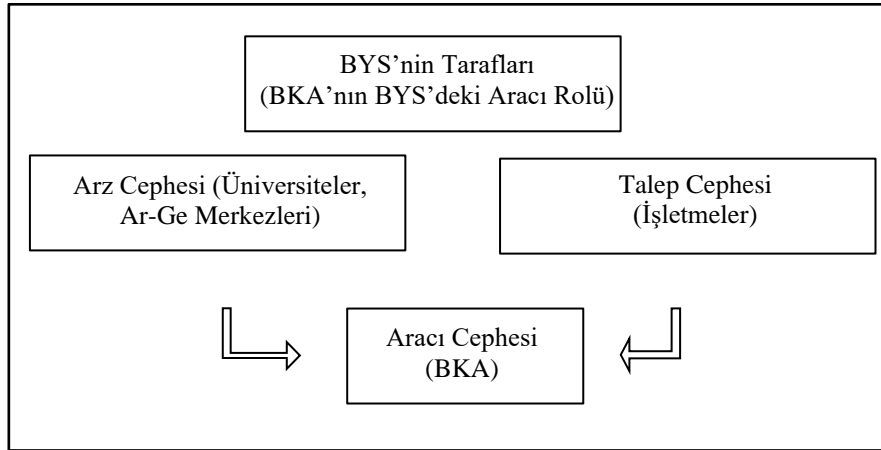 BYS’nin Tarafları
(BKA’nın BYS’deki Aracı Rolü)
Arz Cephesi (Üniversiteler,
Ar-Ge Merkezleri)
Talep Cephesi
(İşletmeler)
Aracı Cephesi
(BKA)